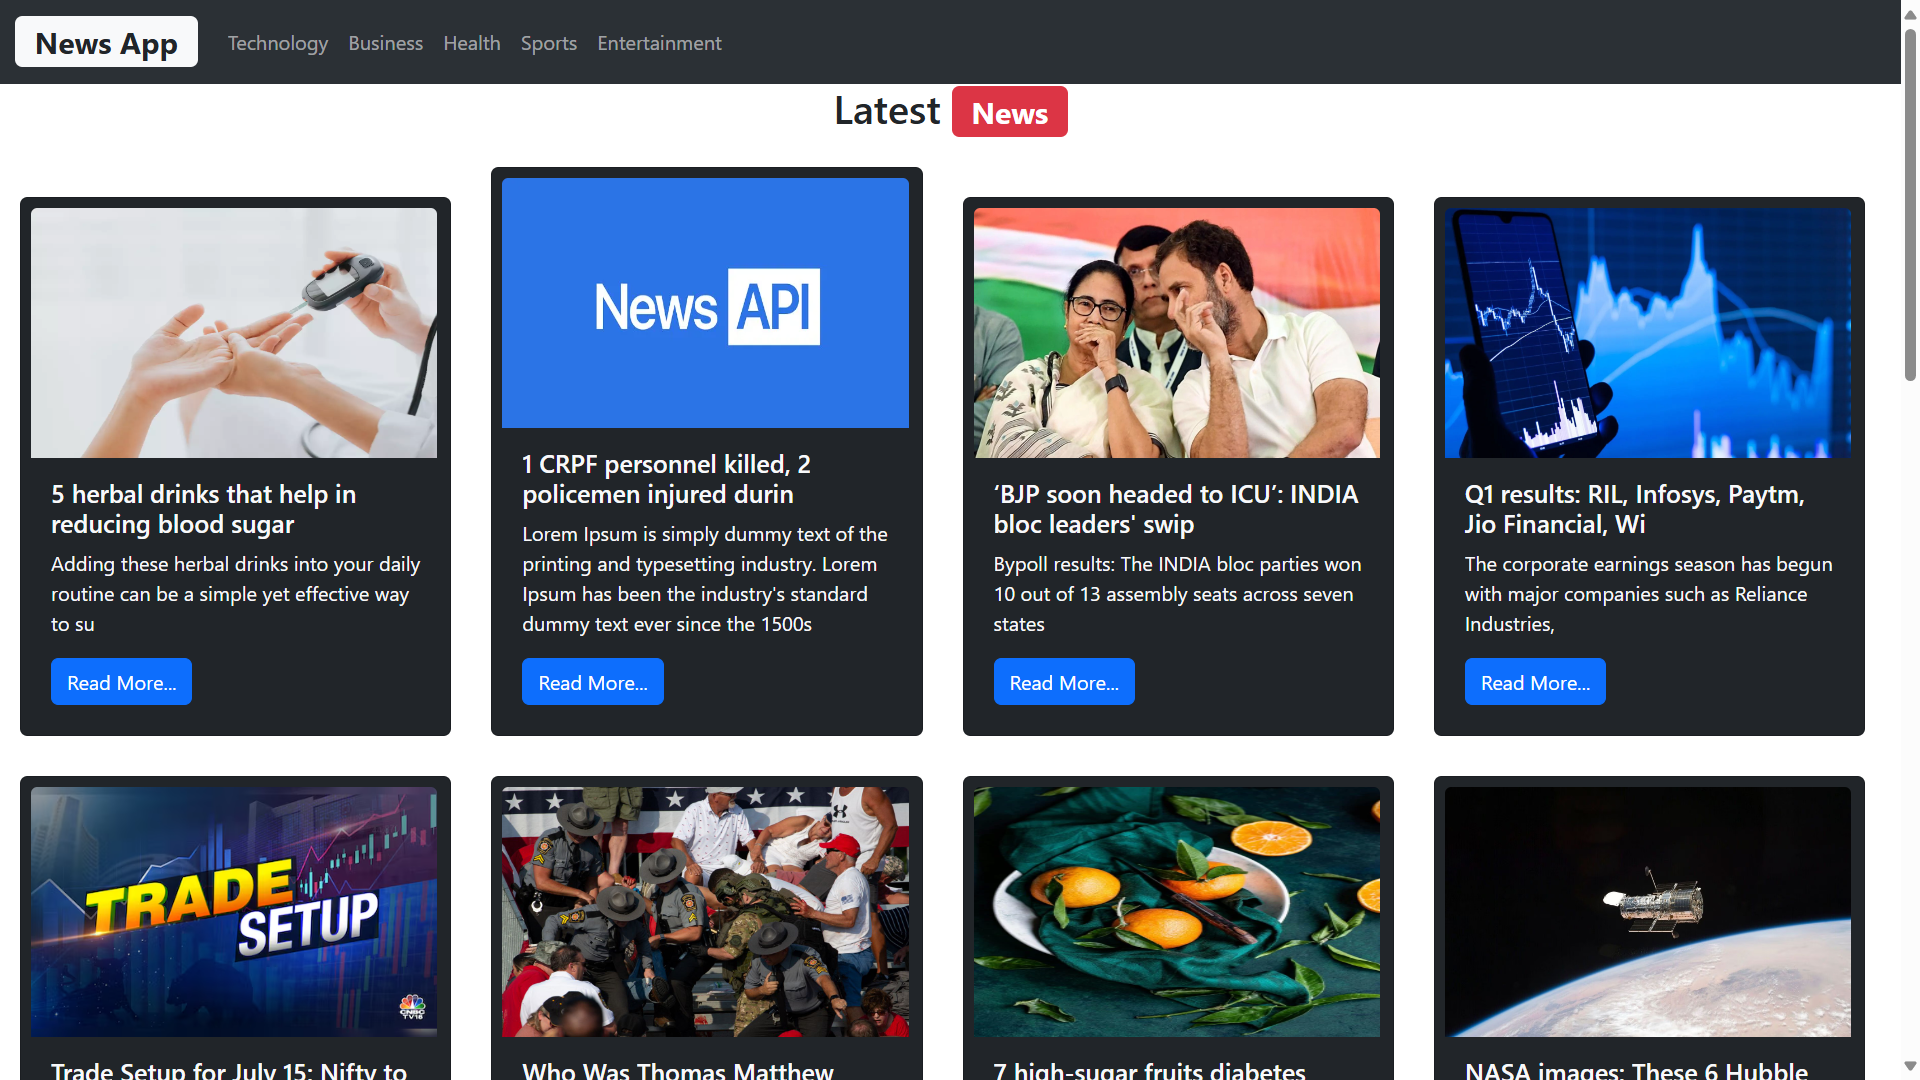 News App
Technology Business Health Sports Entertainment
Latest News
5 herbal drinks that help in
reducing blood sugar
Adding these herbal drinks into your daily
routine can be a simple yet effective way
to su
Read More...
News API
1 CRPF personnel killed, 2
policemen injured durin
Lorem Ipsum is simply dummy text of the
printing and typesetting industry. Lorem
Ipsum has been the industry's standard
dummy text ever since the 1500s
Read More...
‘BJP soon headed to ICU’: INDIA
bloc leaders' swip
Bypoll results: The INDIA bloc parties won
10 out of 13 assembly seats across seven
states
Read More...
Q1 results: RIL, Infosys, Paytm,
Jio Financial, Wi
The corporate earnings season has begun
with major companies such as Reliance
Industries,
Read More...
TRADE
SETUP
CNBC
TV18
Trade Setup for July 15: Nifty to
Who Was Thomas Matthew
7 high-sugar fruits diabetes
NASA images: These 6 Hubble